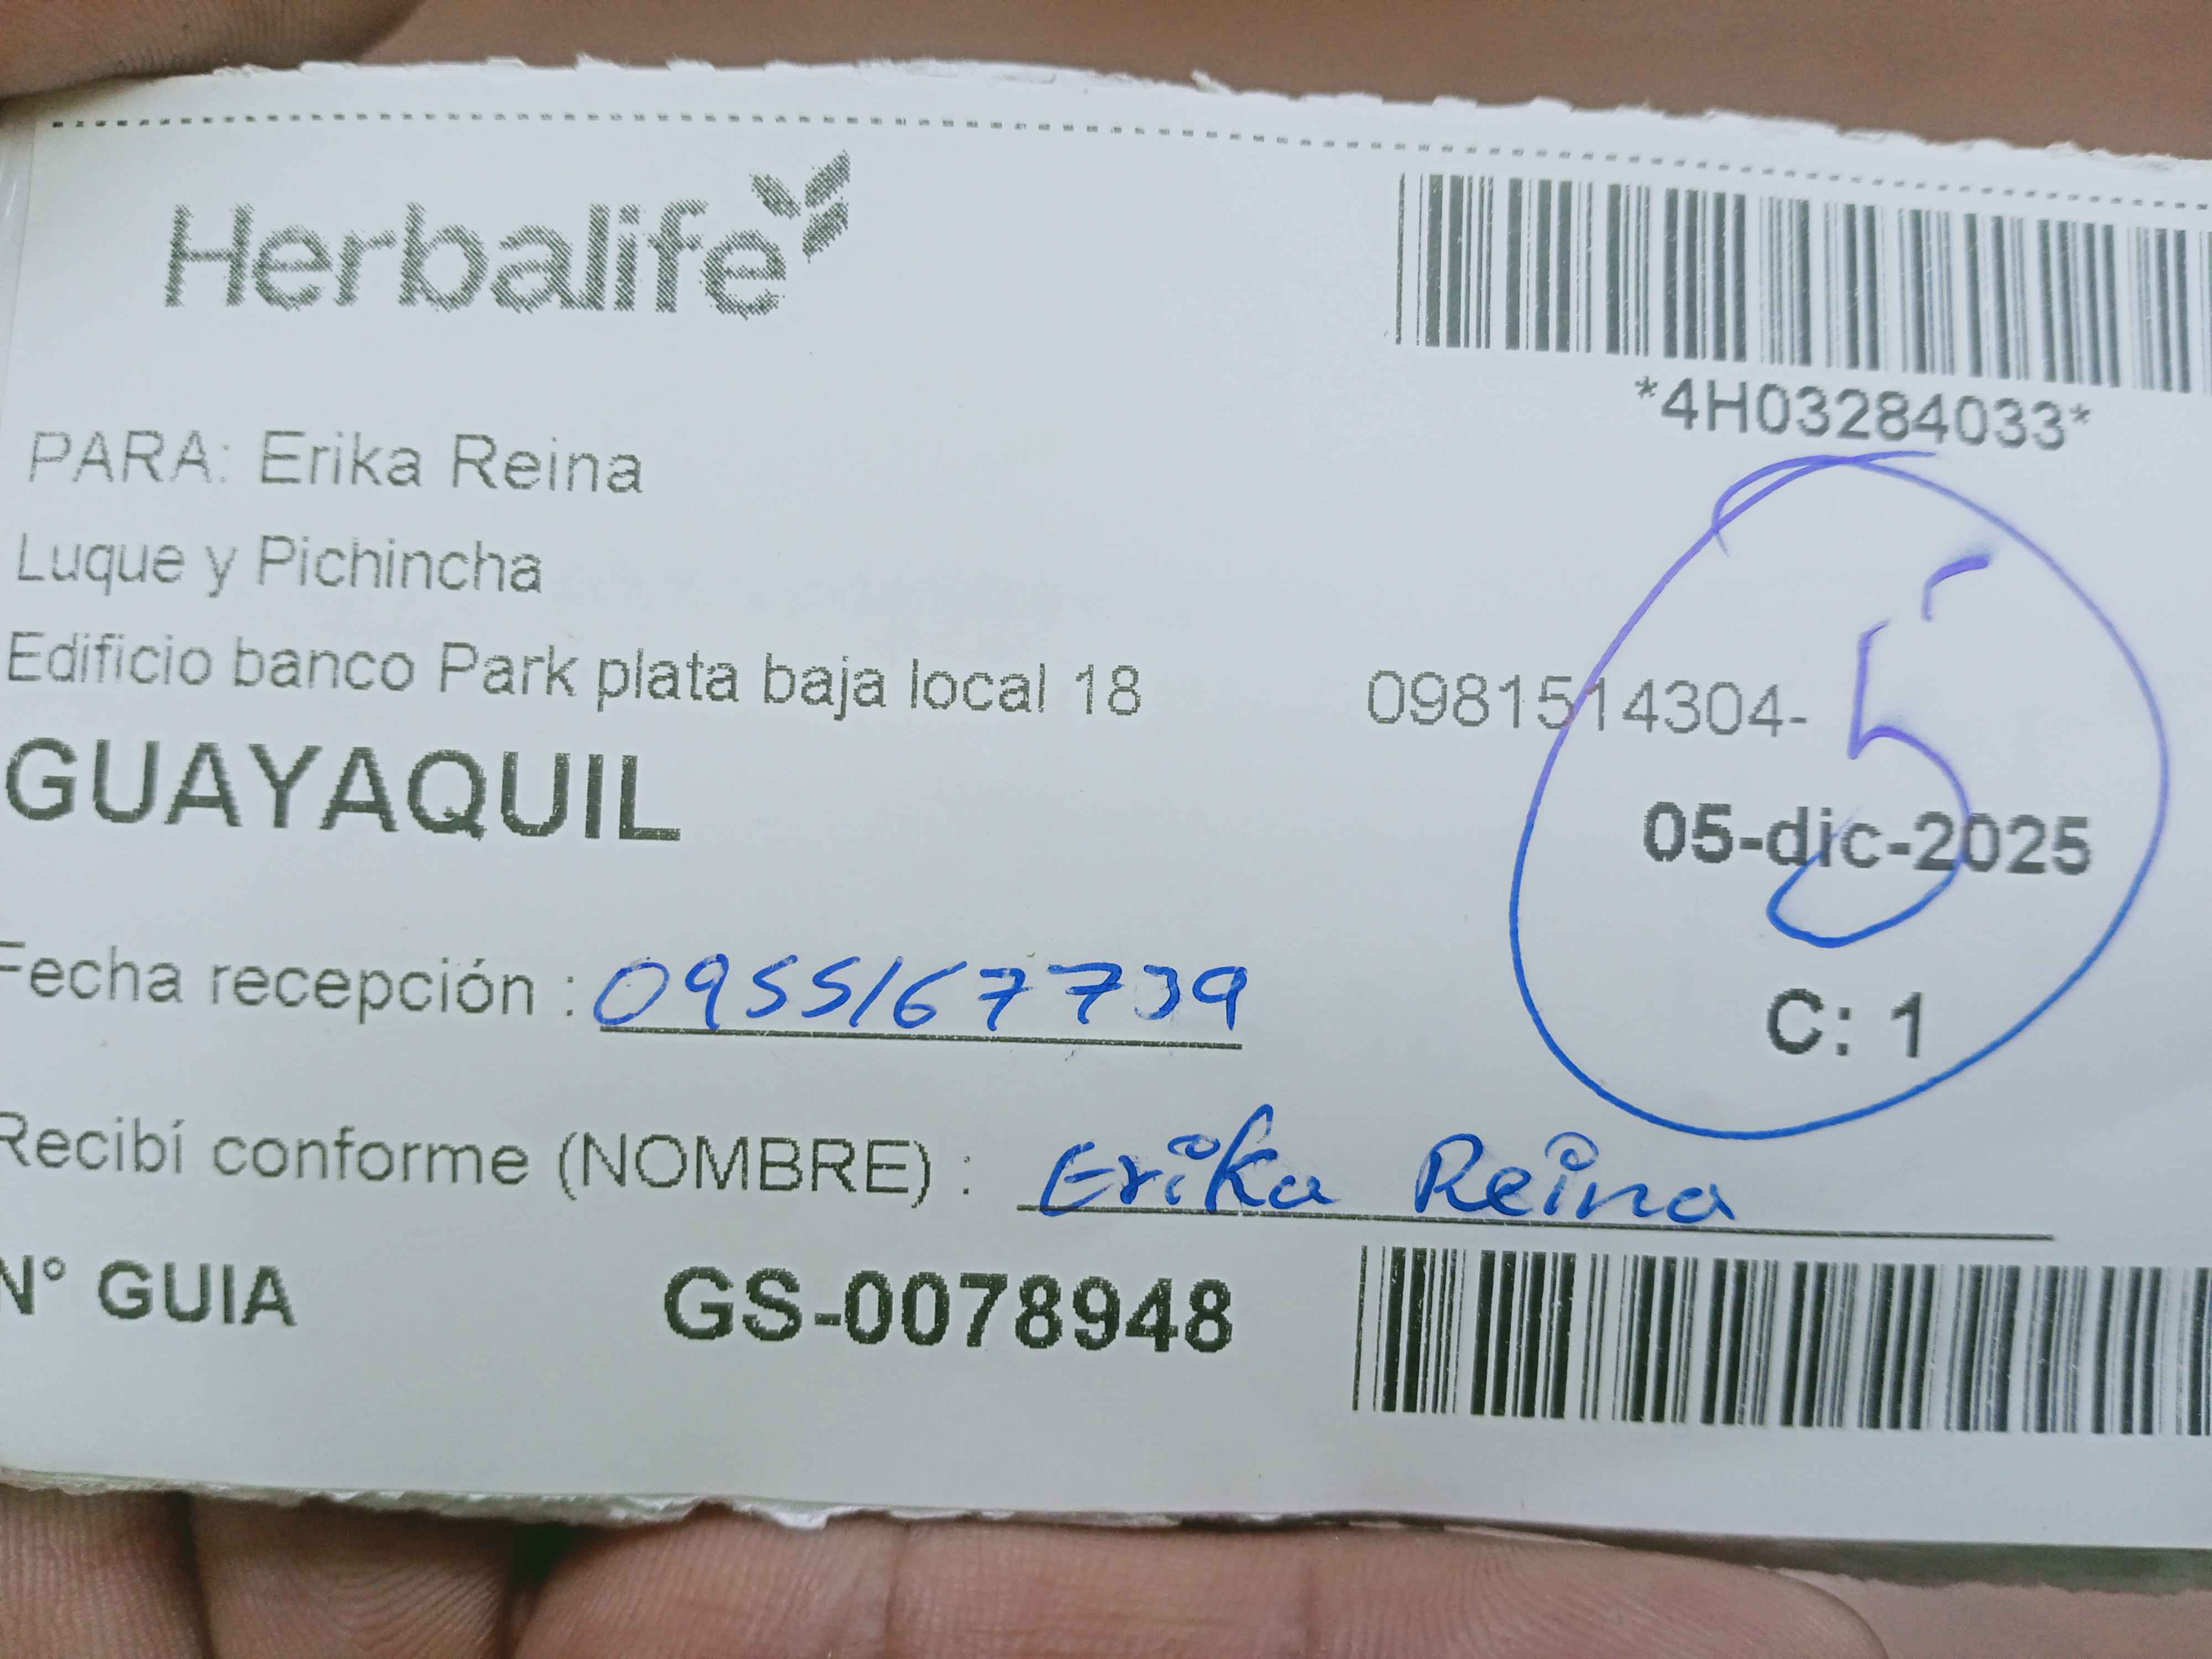 Herbalife
*4H03284033*
PARA: Erika Reina
Luque y Pichincha
Edificio banco Park plata baja local 18
0981514304-
5
GUAYAQUIL
05-dic-2025
C: 1
Fecha recepción : 0955167739
Recibí conforme (NOMBRE) : Erika Reina
N° GUIA GS-0078948